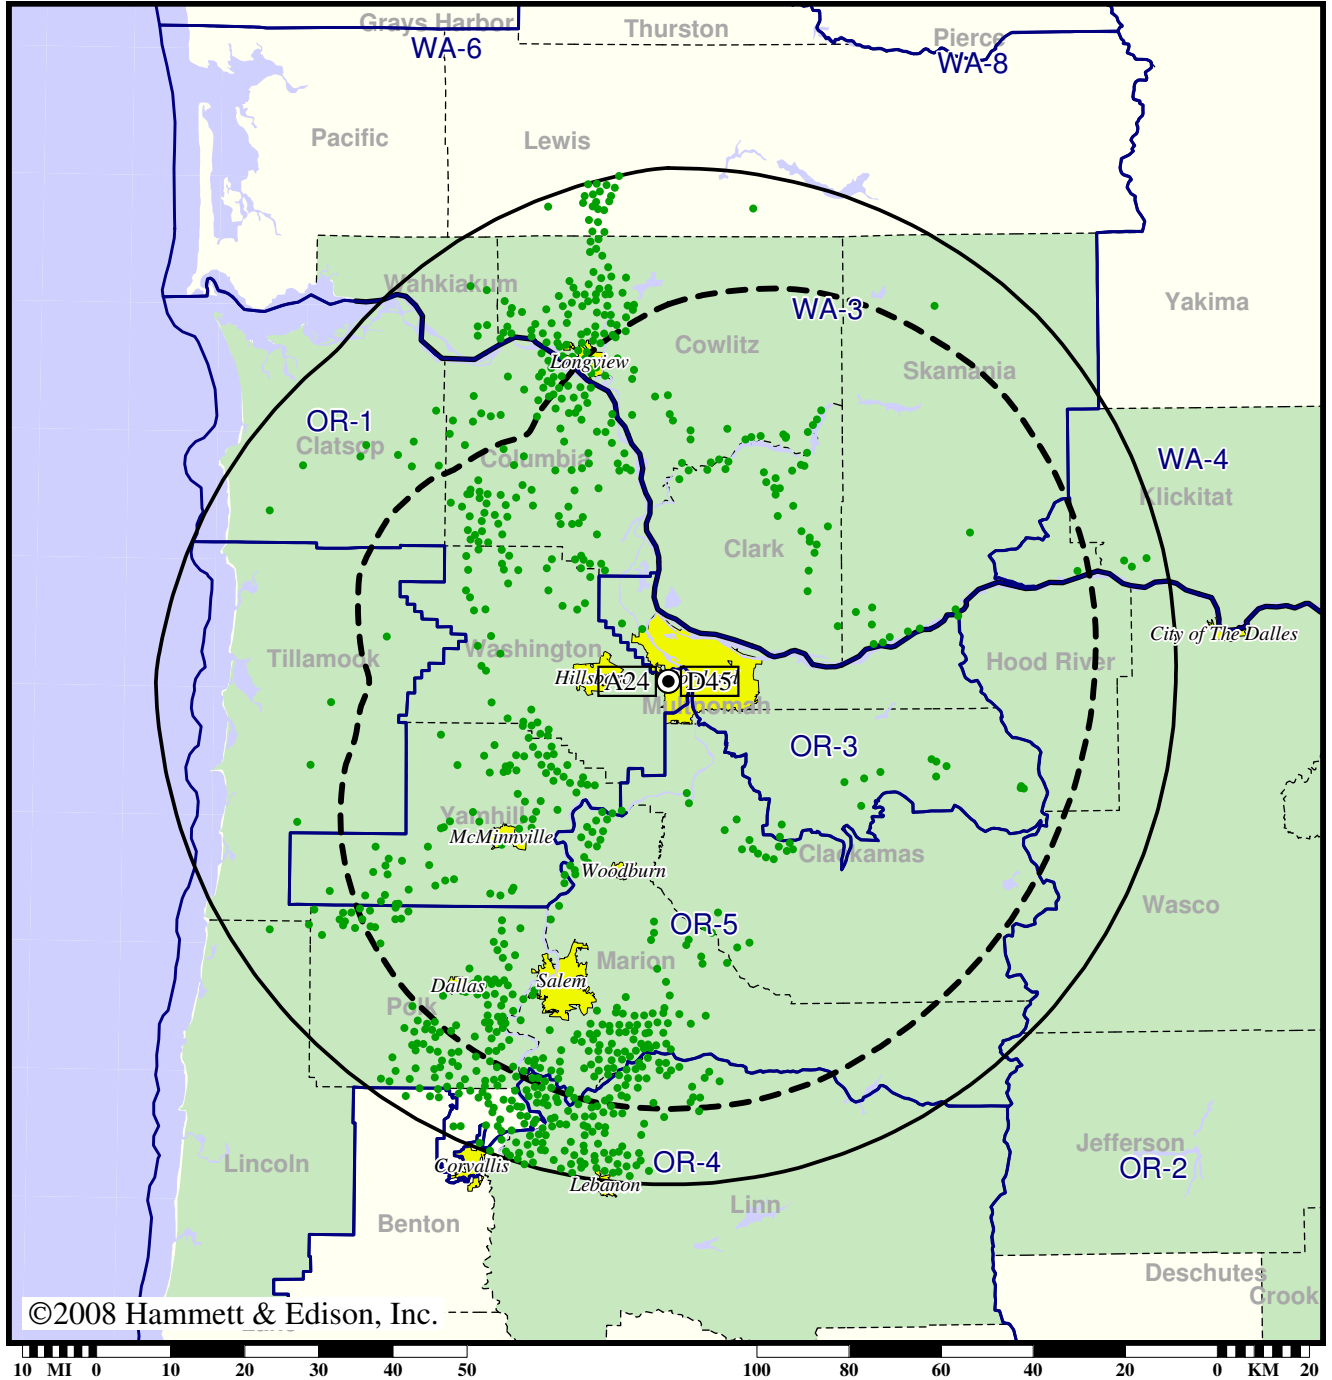 Grays Harbor
WA-6
Thurston
Pierce
WA-8
Pacific
Lewis
Wahkiakum
WA-3
Yakima
Cowlitz
Longview
Skamania
OR-1
Clatsop
Columbia
WA-4
Klickitat
Clark
Tillamook
Washington
City of The Dalles
Hood River
A24
D45
Multnomah
OR-3
Yamhill
McMinnville
Clackamas
Woodburn
Wasco
OR-5
Marion
Dallas
Salem
Polk
Jefferson
OR-2
Lincoln
Corvallis
OR-4
Lebanon
Linn
Benton
Deschutes
Crook
©2008 Hammett & Edison, Inc.
10 MI 0 10 20 30 40 50 100 80 60 40 20 0 KM 20